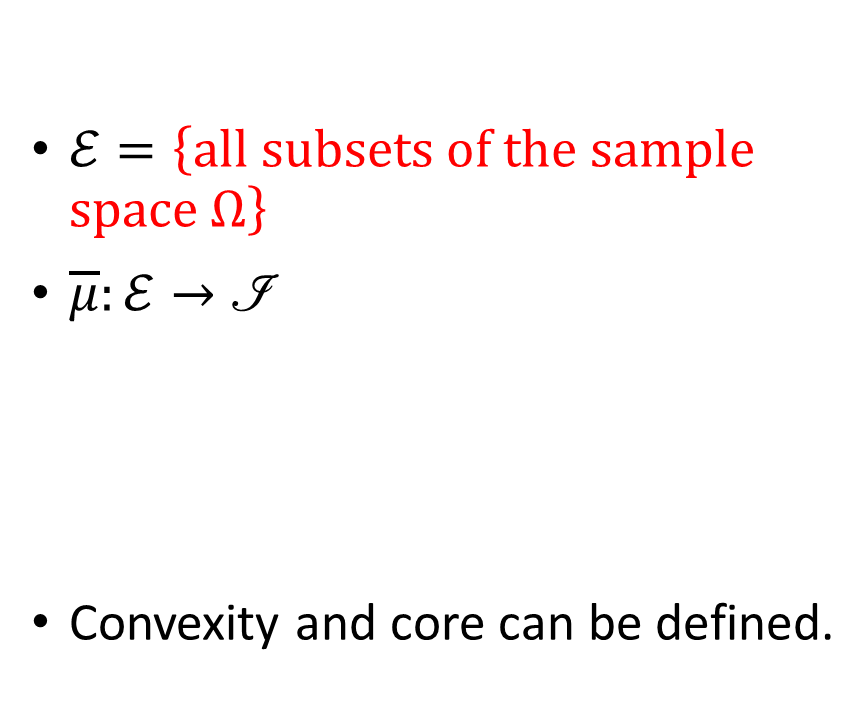 • ℰ = {all subsets of the sample
space Ω}
• μ̅: ℰ → ℐ
• Convexity and core can be defined.